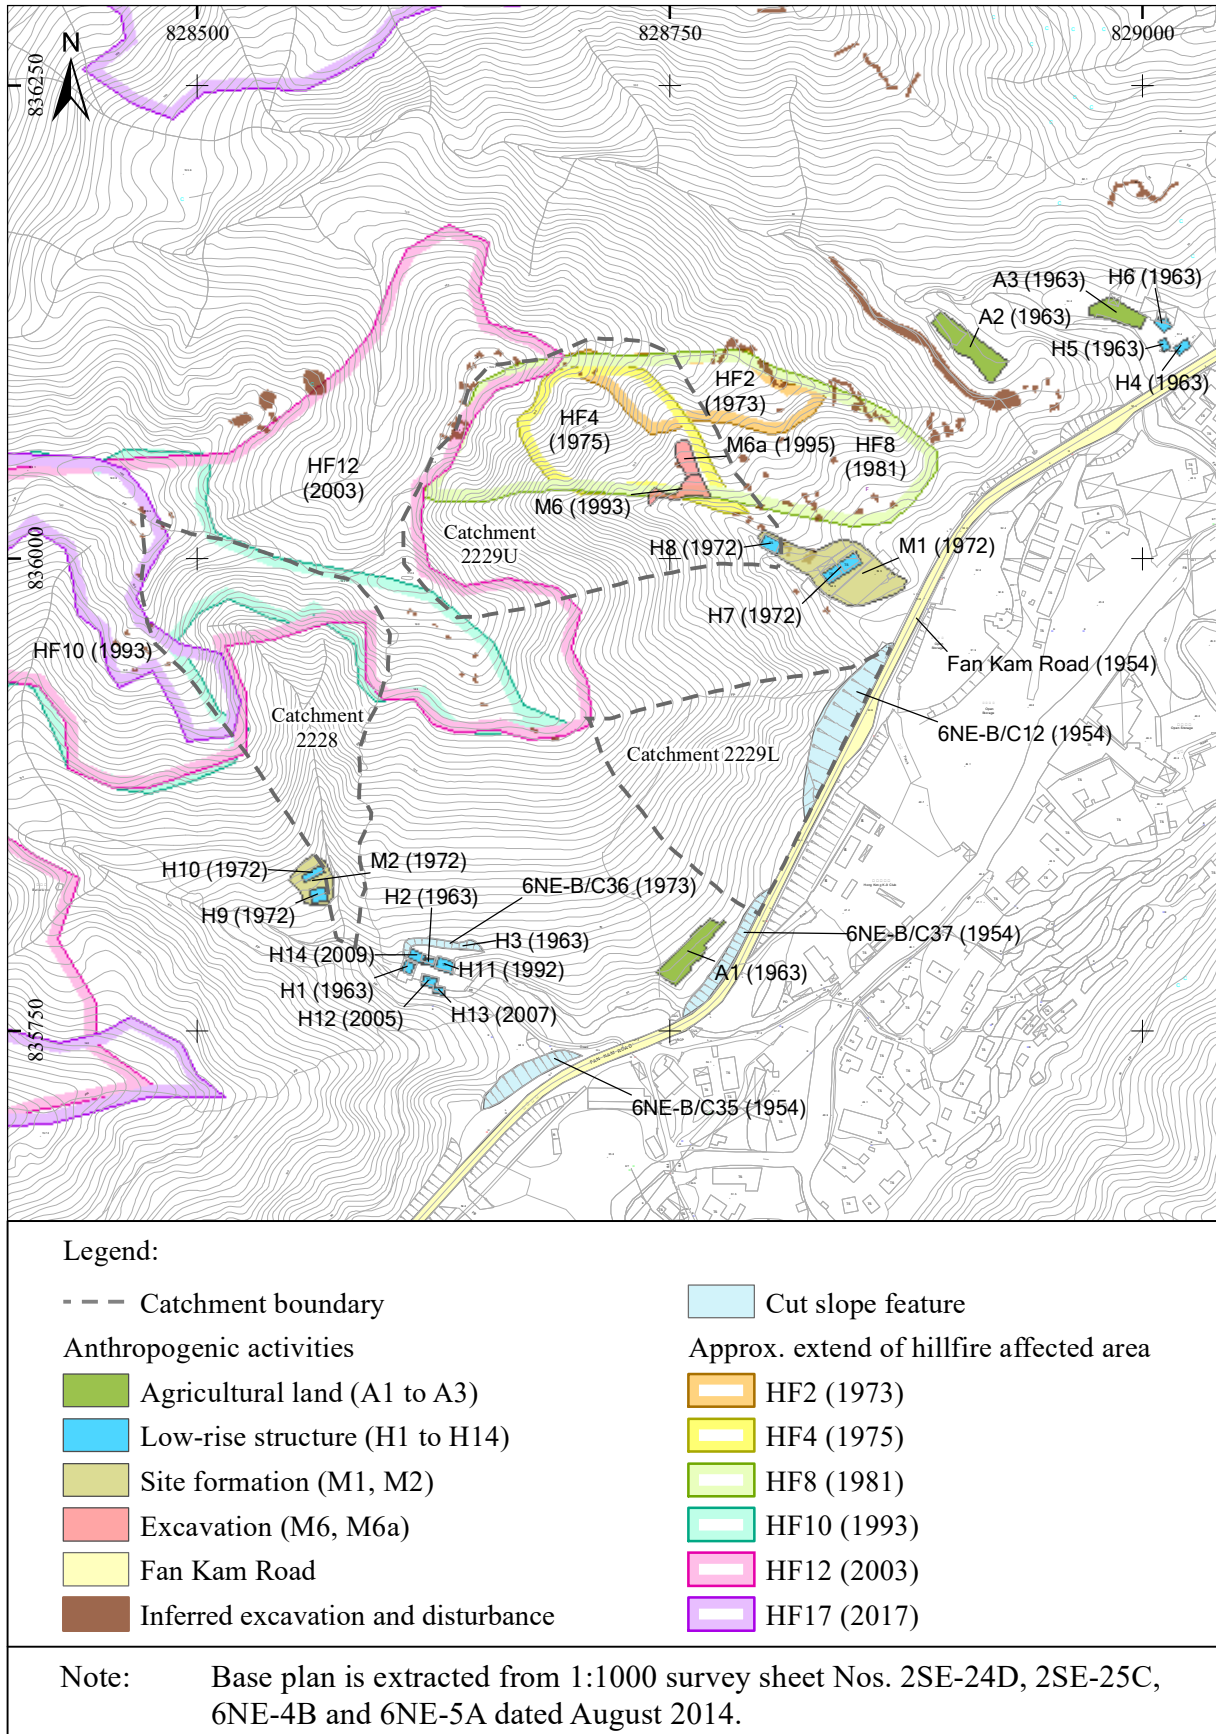 828500
828750
829000
836250
N
A3 (1963)
H6 (1963)
A2 (1963)
H5 (1963)
H4 (1963)
HF2
(1973)
HF4
(1975)
M6a (1995)
HF8
(1981)
HF12
(2003)
M6 (1993)
Catchment
2229U
H8 (1972)
M1 (1972)
836000
H7 (1972)
HF10 (1993)
Fan Kam Road (1954)
Catchment
2228
6NE-B/C12 (1954)
Catchment 2229L
H10 (1972)
M2 (1972)
6NE-B/C36 (1973)
H2 (1963)
H9 (1972)
H3 (1963)
6NE-B/C37 (1954)
H14 (2009)
H11 (1992)
A1 (1963)
H1 (1963)
H12 (2005)
H13 (2007)
835750
FAN KAM ROAD
6NE-B/C35 (1954)
Legend:
Catchment boundary
Cut slope feature
Anthropogenic activities
Approx. extend of hillfire affected area
Agricultural land (A1 to A3)
HF2 (1973)
Low-rise structure (H1 to H14)
HF4 (1975)
Site formation (M1, M2)
HF8 (1981)
Excavation (M6, M6a)
HF10 (1993)
Fan Kam Road
HF12 (2003)
Inferred excavation and disturbance
HF17 (2017)
Note: Base plan is extracted from 1:1000 survey sheet Nos. 2SE-24D, 2SE-25C,
6NE-4B and 6NE-5A dated August 2014.